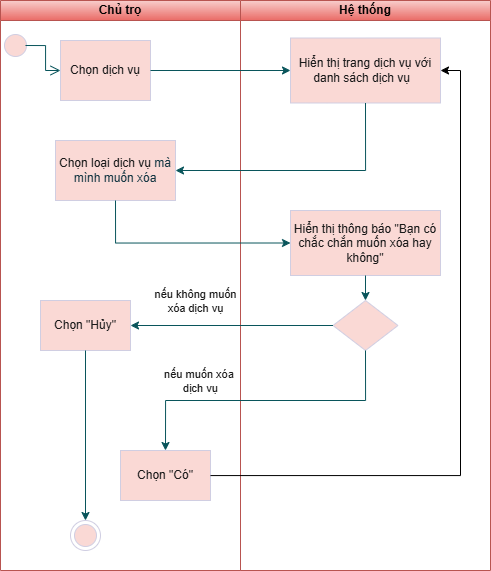 Chủ trọ
Hệ thống
Chọn dịch vụ
Hiển thị trang dịch vụ với
danh sách dịch vụ
Chọn loại dịch vụ mà
mình muốn xóa
Hiển thị thông báo "Bạn có
chắc chắn muốn xóa hay
không"
nếu không muốn
xóa dịch vụ
Chọn "Hủy"
nếu muốn xóa
dịch vụ
Chọn "Có"